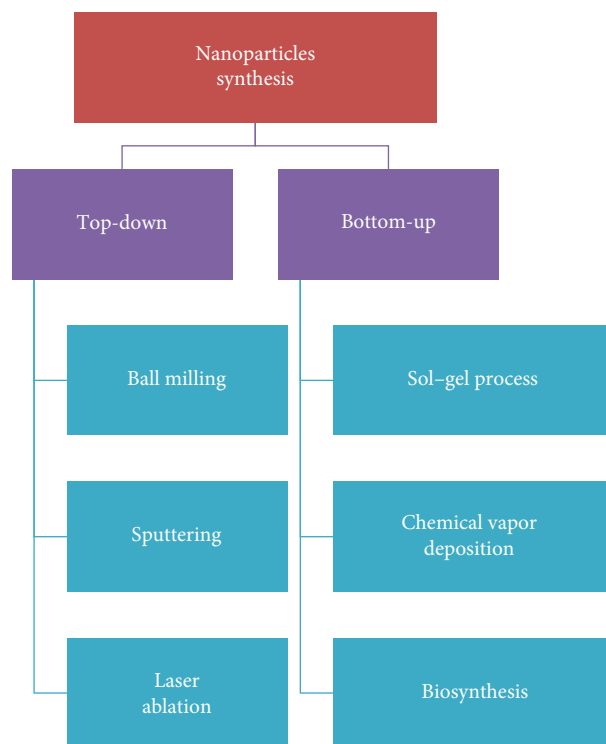 Nanoparticles
synthesis
Top-down
Bottom-up
Ball milling
Sol–gel process
Sputtering
Chemical vapor
deposition
Laser
ablation
Biosynthesis